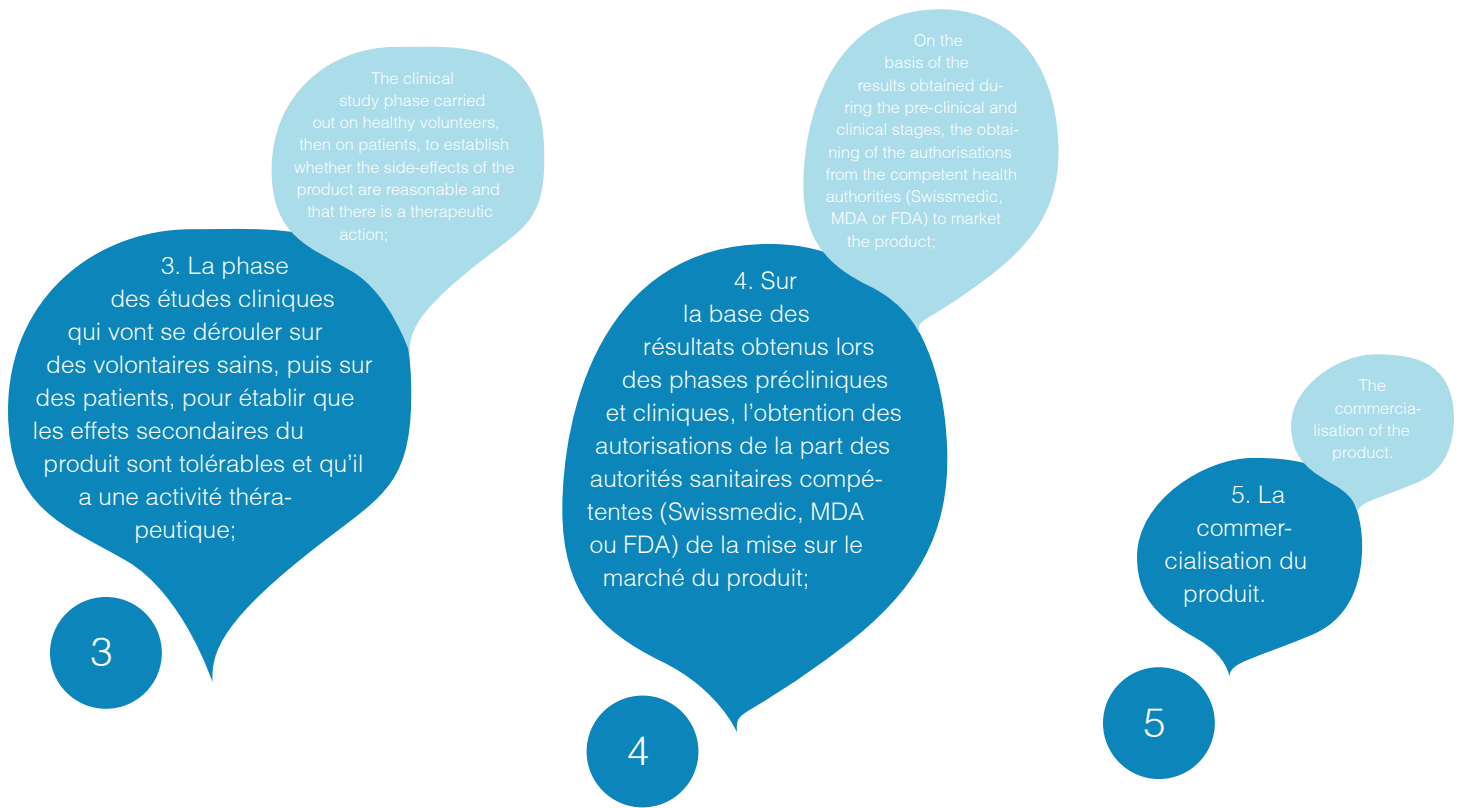 The clinical
study phase carried
out on healthy volunteers,
then on patients, to establish
whether the side-effects of the
product are reasonable and
that there is a therapeutic
action;
3. La phase
des études cliniques
qui vont se dérouler sur
des volontaires sains, puis sur
des patients, pour établir que
les effets secondaires du
produit sont tolérables et qu’il
a une activité théra-
peutique;
3
On the
basis of the
results obtained du-
ring the pre-clinical and
clinical stages, the obtai-
ning of the authorisations
from the competent health
authorities (Swissmedic,
MDA or FDA) to market
the product;
4. Sur
la base des
résultats obtenus lors
des phases précliniques
et cliniques, l’obtention des
autorisations de la part des
autorités sanitaires compé-
tentes (Swissmedic, MDA
ou FDA) de la mise sur le
marché du produit;
4
The
commercia-
lisation of the
product.
5. La
commer-
cialisation du
produit.
5